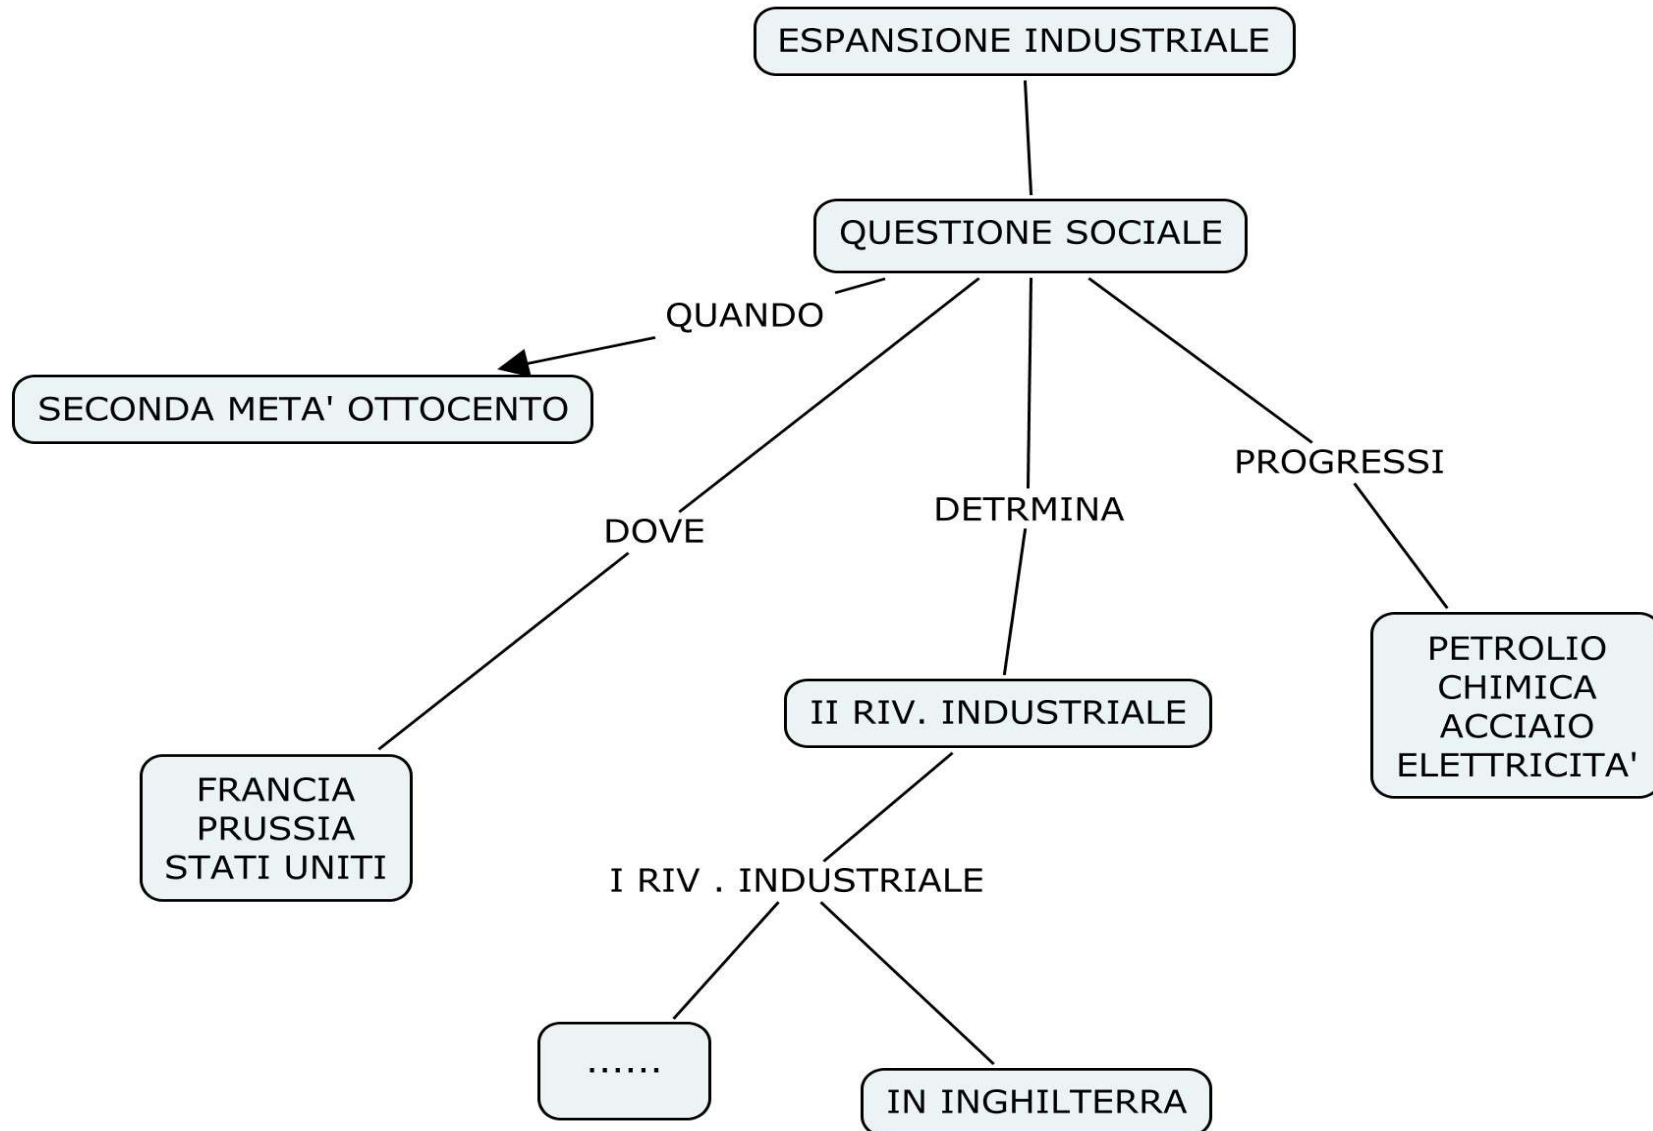 ESPANSIONE INDUSTRIALE
QUESTIONE SOCIALE
QUANDO
SECONDA META' OTTOCENTO
PROGRESSI
DETRMINA
DOVE
PETROLIO
CHIMICA
ACCIAIO
ELETTRICITA'
II RIV. INDUSTRIALE
FRANCIA
PRUSSIA
STATI UNITI
I RIV . INDUSTRIALE
......
IN INGHILTERRA